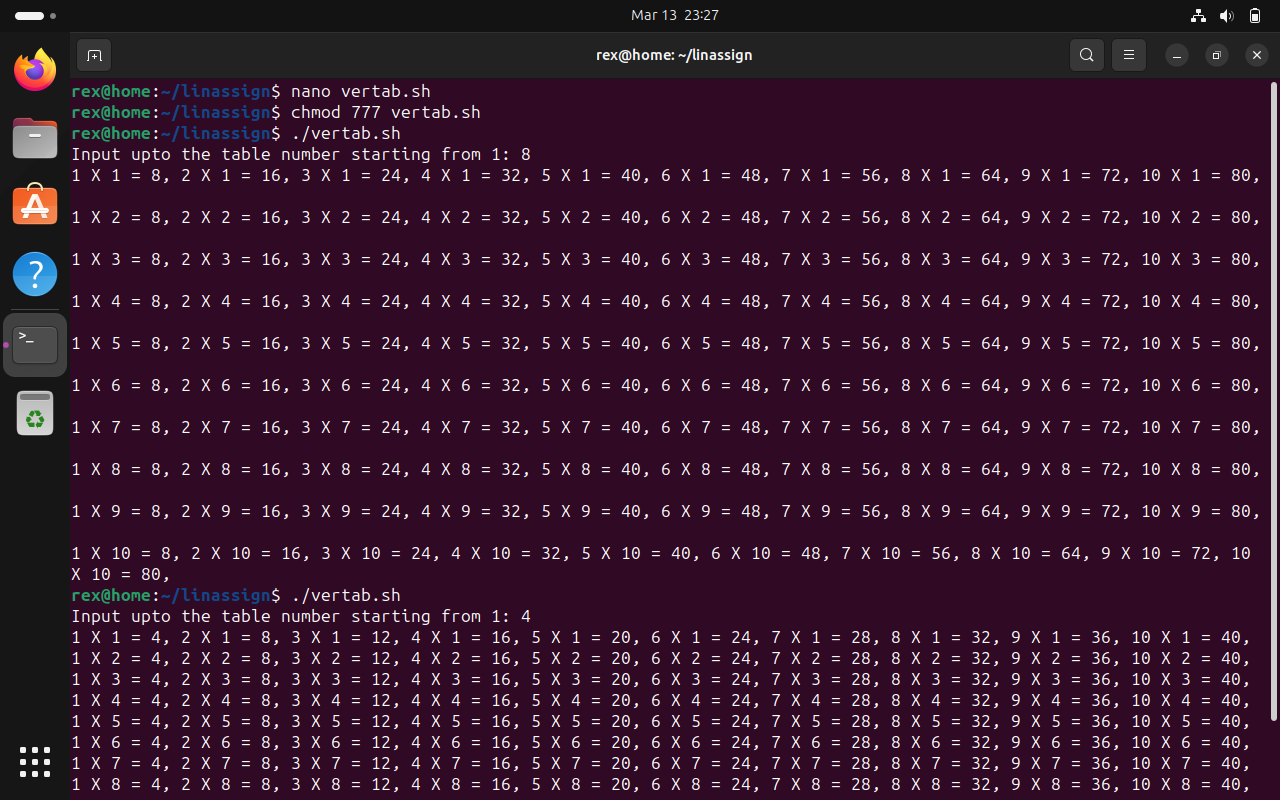 Mar 13 23:27
rex@home: ~/linassign
rex@home:~/linassign$ nano vertab.sh
rex@home:~/linassign$ chmod 777 vertab.sh
rex@home:~/linassign$ ./vertab.sh
Input upto the table number starting from 1: 8
1 X 1 = 8, 2 X 1 = 16, 3 X 1 = 24, 4 X 1 = 32, 5 X 1 = 40, 6 X 1 = 48, 7 X 1 = 56, 8 X 1 = 64, 9 X 1 = 72, 10 X 1 = 80,
1 X 2 = 8, 2 X 2 = 16, 3 X 2 = 24, 4 X 2 = 32, 5 X 2 = 40, 6 X 2 = 48, 7 X 2 = 56, 8 X 2 = 64, 9 X 2 = 72, 10 X 2 = 80,
1 X 3 = 8, 2 X 3 = 16, 3 X 3 = 24, 4 X 3 = 32, 5 X 3 = 40, 6 X 3 = 48, 7 X 3 = 56, 8 X 3 = 64, 9 X 3 = 72, 10 X 3 = 80,
1 X 4 = 8, 2 X 4 = 16, 3 X 4 = 24, 4 X 4 = 32, 5 X 4 = 40, 6 X 4 = 48, 7 X 4 = 56, 8 X 4 = 64, 9 X 4 = 72, 10 X 4 = 80,
1 X 5 = 8, 2 X 5 = 16, 3 X 5 = 24, 4 X 5 = 32, 5 X 5 = 40, 6 X 5 = 48, 7 X 5 = 56, 8 X 5 = 64, 9 X 5 = 72, 10 X 5 = 80,
1 X 6 = 8, 2 X 6 = 16, 3 X 6 = 24, 4 X 6 = 32, 5 X 6 = 40, 6 X 6 = 48, 7 X 6 = 56, 8 X 6 = 64, 9 X 6 = 72, 10 X 6 = 80,
1 X 7 = 8, 2 X 7 = 16, 3 X 7 = 24, 4 X 7 = 32, 5 X 7 = 40, 6 X 7 = 48, 7 X 7 = 56, 8 X 7 = 64, 9 X 7 = 72, 10 X 7 = 80,
1 X 8 = 8, 2 X 8 = 16, 3 X 8 = 24, 4 X 8 = 32, 5 X 8 = 40, 6 X 8 = 48, 7 X 8 = 56, 8 X 8 = 64, 9 X 8 = 72, 10 X 8 = 80,
1 X 9 = 8, 2 X 9 = 16, 3 X 9 = 24, 4 X 9 = 32, 5 X 9 = 40, 6 X 9 = 48, 7 X 9 = 56, 8 X 9 = 64, 9 X 9 = 72, 10 X 9 = 80,
1 X 10 = 8, 2 X 10 = 16, 3 X 10 = 24, 4 X 10 = 32, 5 X 10 = 40, 6 X 10 = 48, 7 X 10 = 56, 8 X 10 = 64, 9 X 10 = 72, 10
X 10 = 80,
rex@home:~/linassign$ ./vertab.sh
Input upto the table number starting from 1: 4
1 X 1 = 4, 2 X 1 = 8, 3 X 1 = 12, 4 X 1 = 16, 5 X 1 = 20, 6 X 1 = 24, 7 X 1 = 28, 8 X 1 = 32, 9 X 1 = 36, 10 X 1 = 40,
1 X 2 = 4, 2 X 2 = 8, 3 X 2 = 12, 4 X 2 = 16, 5 X 2 = 20, 6 X 2 = 24, 7 X 2 = 28, 8 X 2 = 32, 9 X 2 = 36, 10 X 2 = 40,
1 X 3 = 4, 2 X 3 = 8, 3 X 3 = 12, 4 X 3 = 16, 5 X 3 = 20, 6 X 3 = 24, 7 X 3 = 28, 8 X 3 = 32, 9 X 3 = 36, 10 X 3 = 40,
1 X 4 = 4, 2 X 4 = 8, 3 X 4 = 12, 4 X 4 = 16, 5 X 4 = 20, 6 X 4 = 24, 7 X 4 = 28, 8 X 4 = 32, 9 X 4 = 36, 10 X 4 = 40,
1 X 5 = 4, 2 X 5 = 8, 3 X 5 = 12, 4 X 5 = 16, 5 X 5 = 20, 6 X 5 = 24, 7 X 5 = 28, 8 X 5 = 32, 9 X 5 = 36, 10 X 5 = 40,
1 X 6 = 4, 2 X 6 = 8, 3 X 6 = 12, 4 X 6 = 16, 5 X 6 = 20, 6 X 6 = 24, 7 X 6 = 28, 8 X 6 = 32, 9 X 6 = 36, 10 X 6 = 40,
1 X 7 = 4, 2 X 7 = 8, 3 X 7 = 12, 4 X 7 = 16, 5 X 7 = 20, 6 X 7 = 24, 7 X 7 = 28, 8 X 7 = 32, 9 X 7 = 36, 10 X 7 = 40,
1 X 8 = 4, 2 X 8 = 8, 3 X 8 = 12, 4 X 8 = 16, 5 X 8 = 20, 6 X 8 = 24, 7 X 8 = 28, 8 X 8 = 32, 9 X 8 = 36, 10 X 8 = 40,